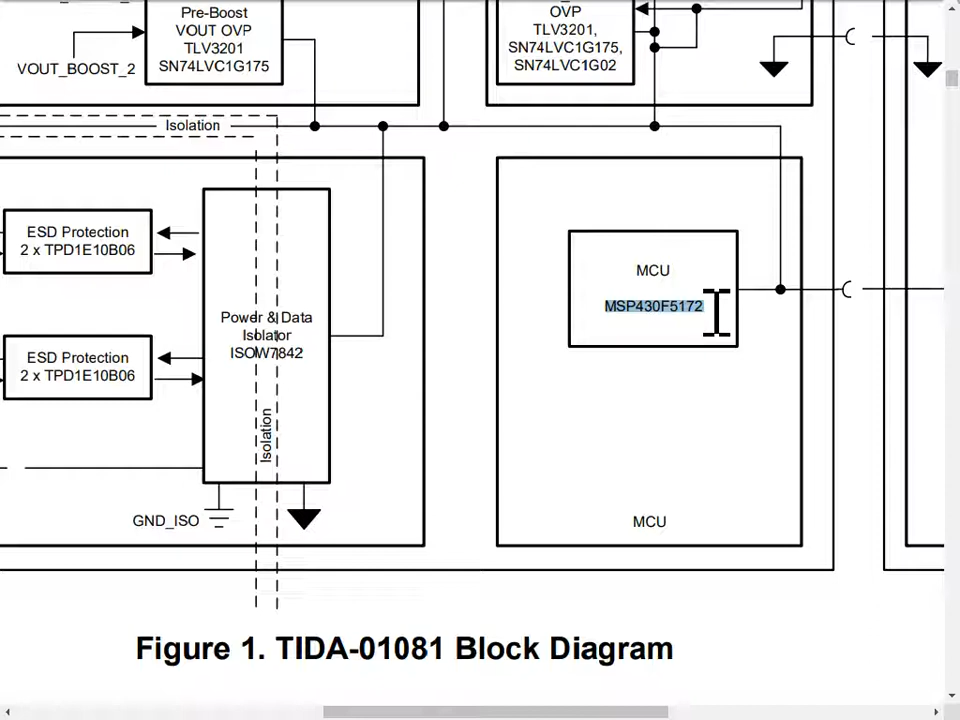 Pre-Boost
VOUT OVP
TLV3201
SN74LVC1G175
VOUT_BOOST_2
OVP
TLV3201,
SN74LVC1G175,
SN74LVC1G02
Isolation
ESD Protection
2 x TPD1E10B06
ESD Protection
2 x TPD1E10B06
Power & Data
Isolator
ISOW7842
Isolation
GND_ISO
MCU
MSP430F5172
MCU
Figure 1. TIDA-01081 Block Diagram